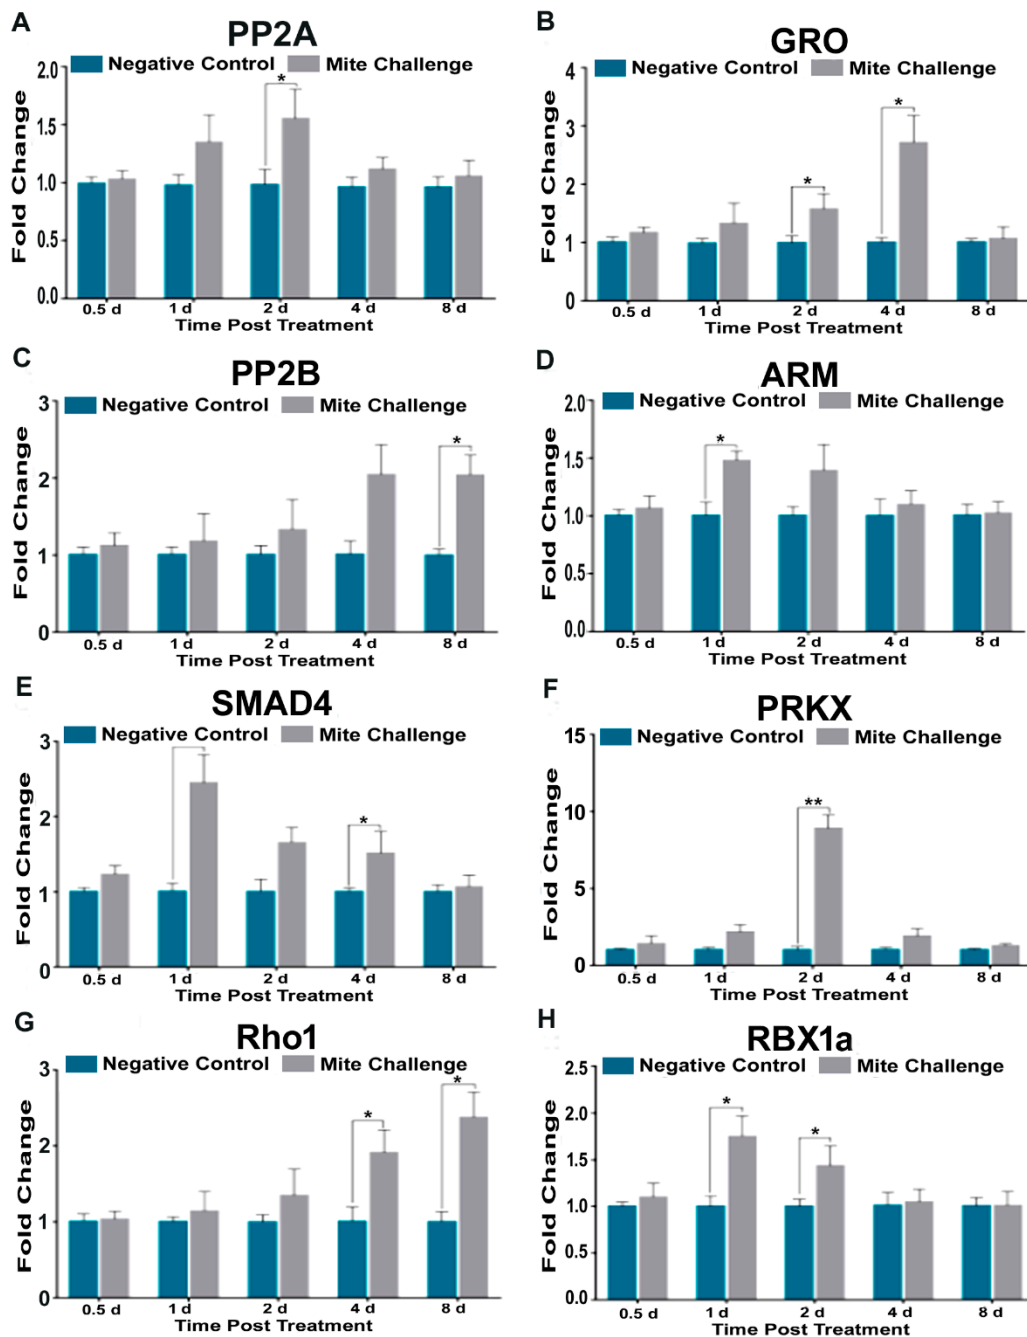 A
PP2A
Negative Control Mite Challenge
Fold Change
2.0
1.5
1.0
0.5
0.0
*
0.5 d 1 d 2 d 4 d 8 d
Time Post Treatment
B
GRO
Negative Control Mite Challenge
Fold Change
4
3
2
1
0
*
*
0.5 d 1 d 2 d 4 d 8 d
Time Post Treatment
C
PP2B
Negative Control Mite Challenge
Fold Change
3
2
1
0
*
0.5 d 1 d 2 d 4 d 8 d
Time Post Treatment
D
ARM
Negative Control Mite Challenge
Fold Change
2.0
1.5
1.0
0.5
0.0
*
0.5 d 1 d 2 d 4 d 8 d
Time Post Treatment
E
SMAD4
Negative Control Mite Challenge
Fold Change
3
2
1
0
*
0.5 d 1 d 2 d 4 d 8 d
Time Post Treatment
F
PRKX
Negative Control Mite Challenge
Fold Change
15
10
5
0
**
0.5 d 1 d 2 d 4 d 8 d
Time Post Treatment
G
Rho1
Negative Control Mite Challenge
Fold Change
3
2
1
0
*
*
0.5 d 1 d 2 d 4 d 8 d
Time Post Treatment
H
RBX1a
Negative Control Mite Challenge
Fold Change
2.5
2.0
1.5
1.0
0.5
0.0
*
*
0.5 d 1 d 2 d 4 d 8 d
Time Post Treatment